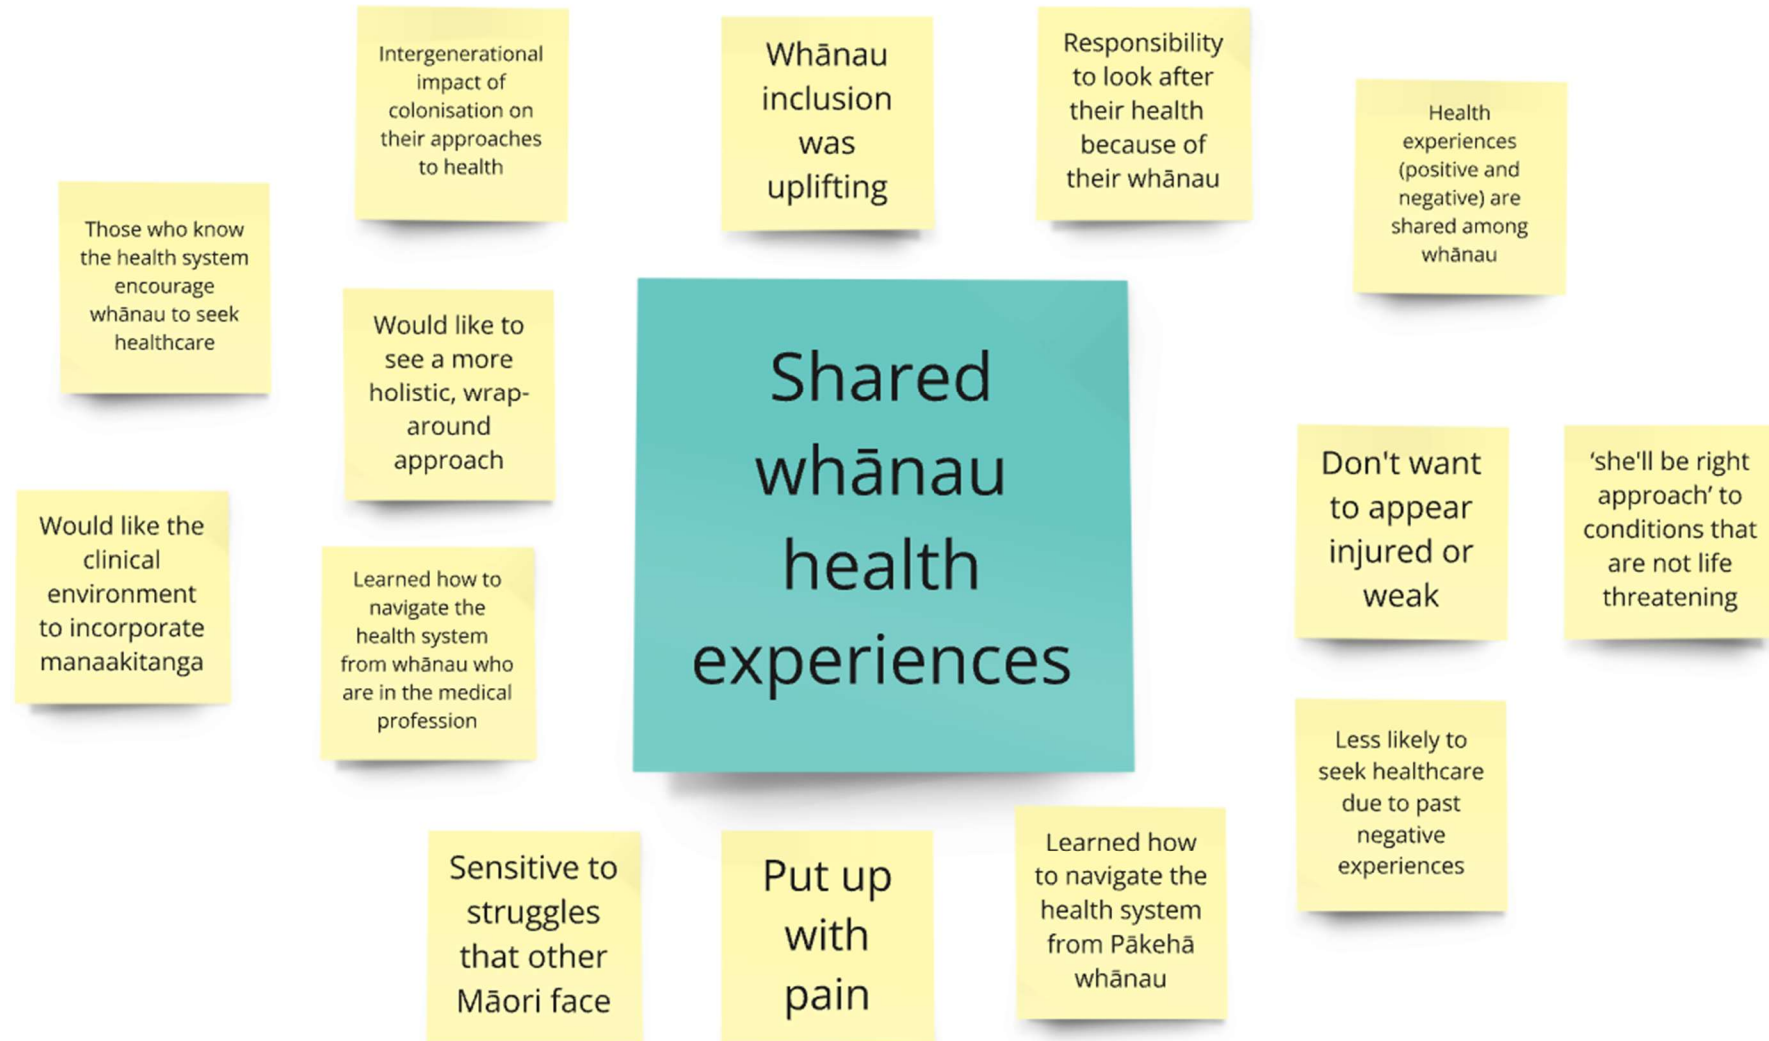 Intergenerational
impact of
colonisation on
their approaches
to health
Whānau
inclusion
was
uplifting
Responsibility
to look after
their health
because of
their whānau
Health
experiences
(positive and
negative) are
shared among
whānau
Those who know
the health system
encourage
whānau to seek
healthcare
Would like to
see a more
holistic, wrap-
around
approach
Shared
whānau
health
experiences
Don't want
to appear
injured or
weak
‘she'll be right
approach’ to
conditions that
are not life
threatening
Would like the
clinical
environment
to incorporate
manaakitanga
Learned how to
navigate the
health system
from whānau who
are in the medical
profession
Less likely to
seek healthcare
due to past
negative
experiences
Sensitive to
struggles
that other
Māori face
Put up
with
pain
Learned how
to navigate the
health system
from Pākehā
whānau